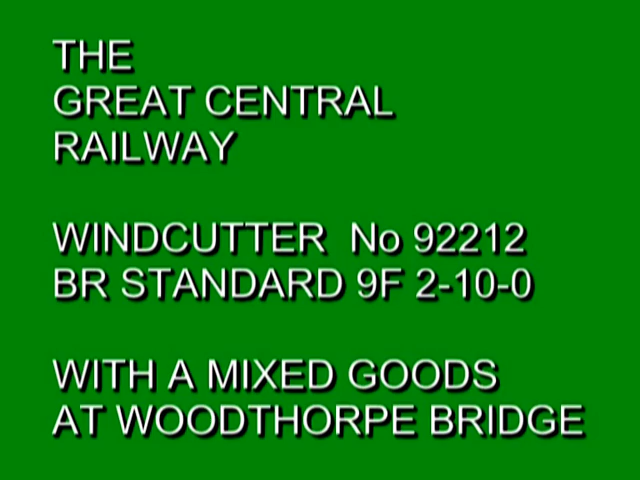 THE
GREAT CENTRAL
RAILWAY
WINDCUTTER No 92212
BR STANDARD 9F 2-10-0
WITH A MIXED GOODS
AT WOODTHORPE BRIDGE